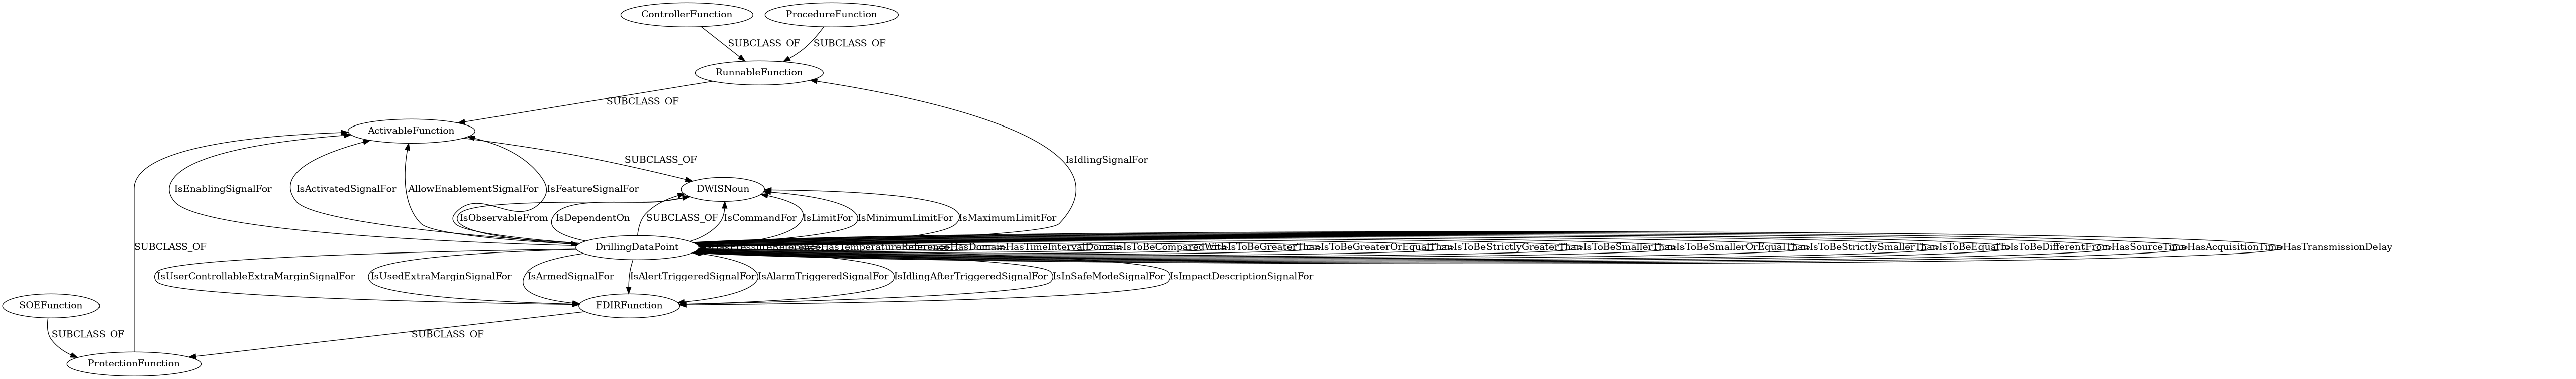 ControllerFunction
ProcedureFunction
SUBCLASS_OF
SUBCLASS_OF
RunnableFunction
SUBCLASS_OF
ActivableFunction
SUBCLASS_OF
IsIdlingSignalFor
IsEnablingSignalFor
IsActivatedSignalFor
AllowEnablementSignalFor
IsFeatureSignalFor
DWISNoun
IsObservableFrom
IsDependentOn
SUBCLASS_OF
IsCommandFor
IsLimitFor
IsMinimumLimitFor
IsMaximumLimitFor
SUBCLASS_OF
DrillingDataPoint
HasPressureReference
HasTemperatureReference
HasDomain
HasTimeIntervalDomain
IsToBeComparedWith
IsToBeGreaterThan
IsToBeGreaterOrEqualThan
IsToBeStrictlyGreaterThan
IsToBeSmallerThan
IsToBeSmallerOrEqualThan
IsToBeStrictlySmallerThan
IsToBeEqualTo
IsToBeDifferentFrom
HasSourceTime
HasAcquisitionTime
HasTransmissionDelay
IsUserControllableExtraMarginSignalFor
IsUsedExtraMarginSignalFor
IsArmedSignalFor
IsAlertTriggeredSignalFor
IsAlarmTriggeredSignalFor
IsIdlingAfterTriggeredSignalFor
IsInSafeModeSignalFor
IsImpactDescriptionSignalFor
SOEFunction
FDIRFunction
SUBCLASS_OF
SUBCLASS_OF
ProtectionFunction